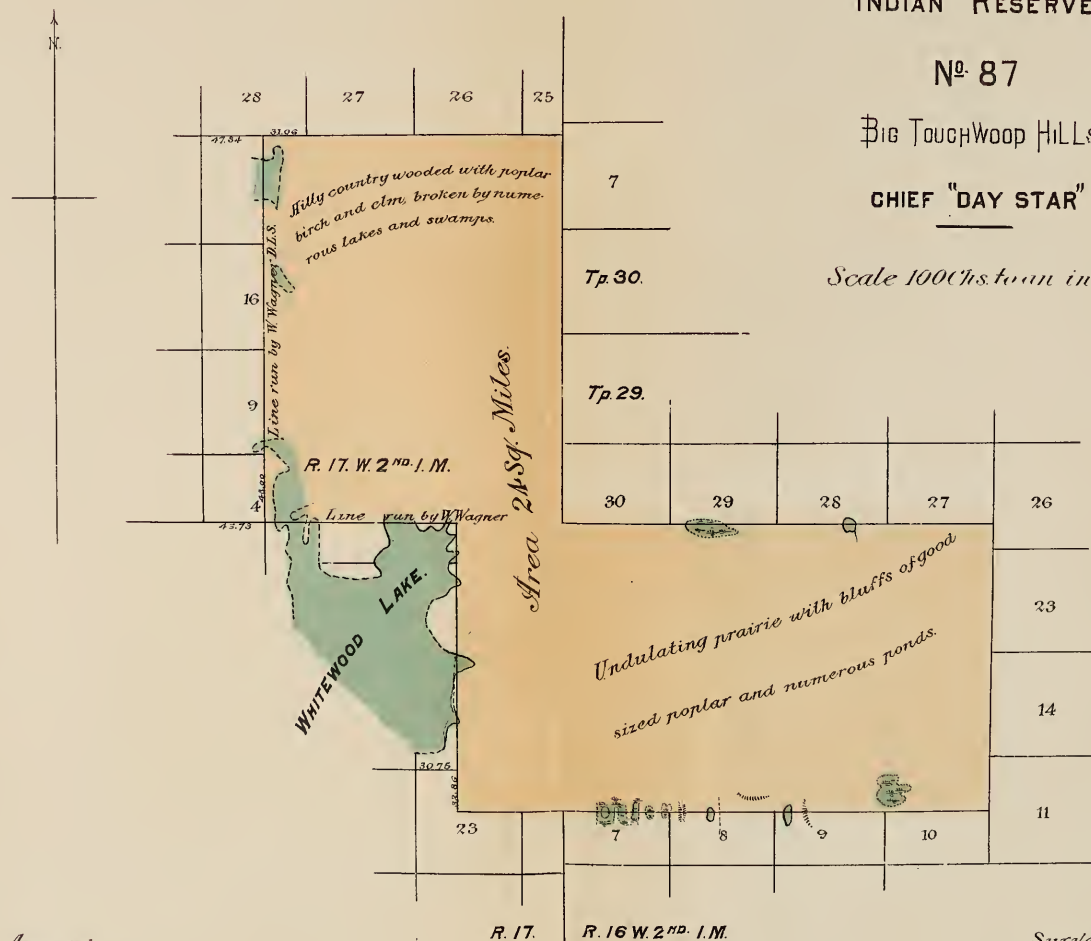 INDIAN RESERVE
Nº 87
BIG TOUCHWOOD HILLS
CHIEF "DAY STAR"
Scale 100 Chs. to an in
N.
28
27
26
25
47.84
31.06
7
Hilly country wooded with poplar
birch and elm, broken by nume-
rous lakes and swamps.
Line run by W. Wagner D.L.S.
16
Tp. 30.
Tp. 29.
9
Area 24 Sq. Miles.
R. 17. W. 2ND. I. M.
4
43.73
Line run by W. Wagner
30
29
28
27
26
WHITEWOOD LAKE.
Undulating prairie with bluffs of good
sized poplar and numerous ponds.
23
14
30.75
23
7
8
9
10
11
R. 17.
R. 16 W. 2ND. I. M.